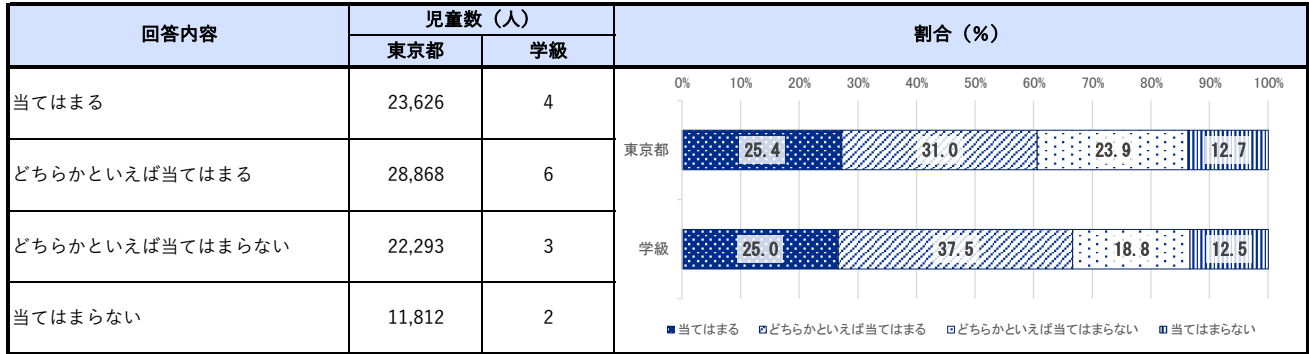 回答内容 児童数（人） 割合（%）
東京都 学級
当てはまる 23,626 4
どちらかといえば当てはまる 28,868 6
どちらかといえば当てはまらない 22,293 3
当てはまらない 11,812 2
0% 10% 20% 30% 40% 50% 60% 70% 80% 90% 100%
東京都 25.4 31.0 23.9 12.7
学級 25.0 37.5 18.8 12.5
当てはまる どちらかといえば当てはまる どちらかといえば当てはまらない 当てはまらない